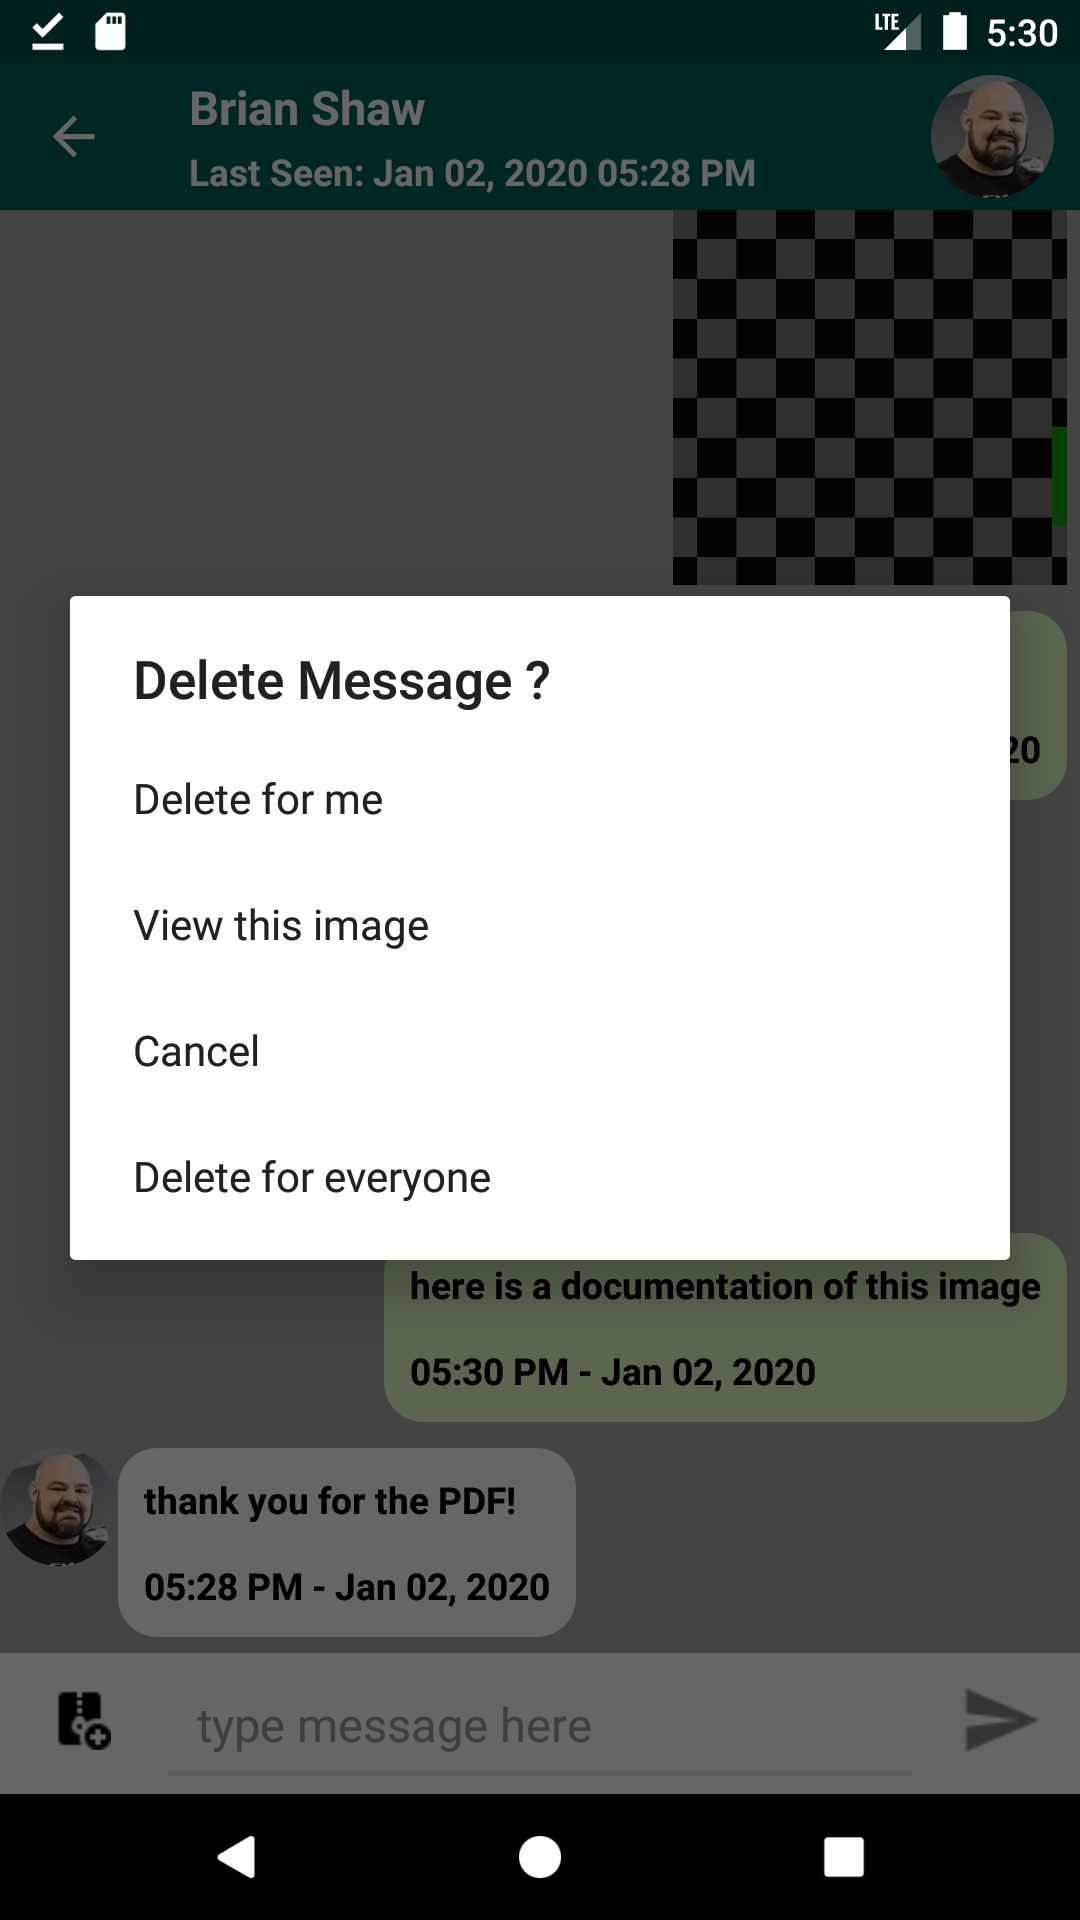 LTE 5:30
Brian Shaw
Last Seen: Jan 02, 2020 05:28 PM
Delete Message ?
20
Delete for me
View this image
Cancel
Delete for everyone
here is a documentation of this image
05:30 PM - Jan 02, 2020
thank you for the PDF!
05:28 PM - Jan 02, 2020
type message here